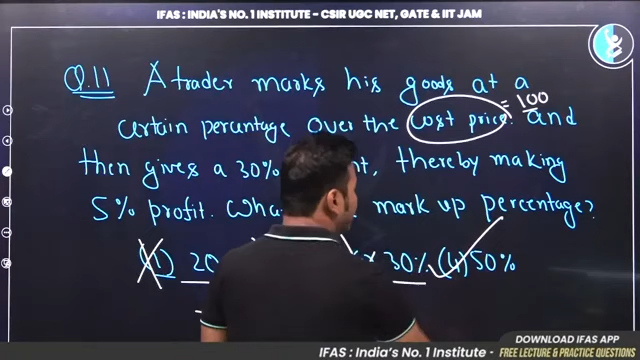 IFAS : INDIA'S NO. 1 INSTITUTE - CSIR UGC NET, GATE & IIT JAM
Q.11 A trader marks his goods at a
certain percentage over the cost price. and
= 100
then gives a 30% thereby making
5% profit. mark up percentage?
(1) 20 30% (4) 50%
DOWNLOAD IFAS APP
IFAS: India's No. 1 Institute - FREE LECTURE & PRACTICE QUESTIONS